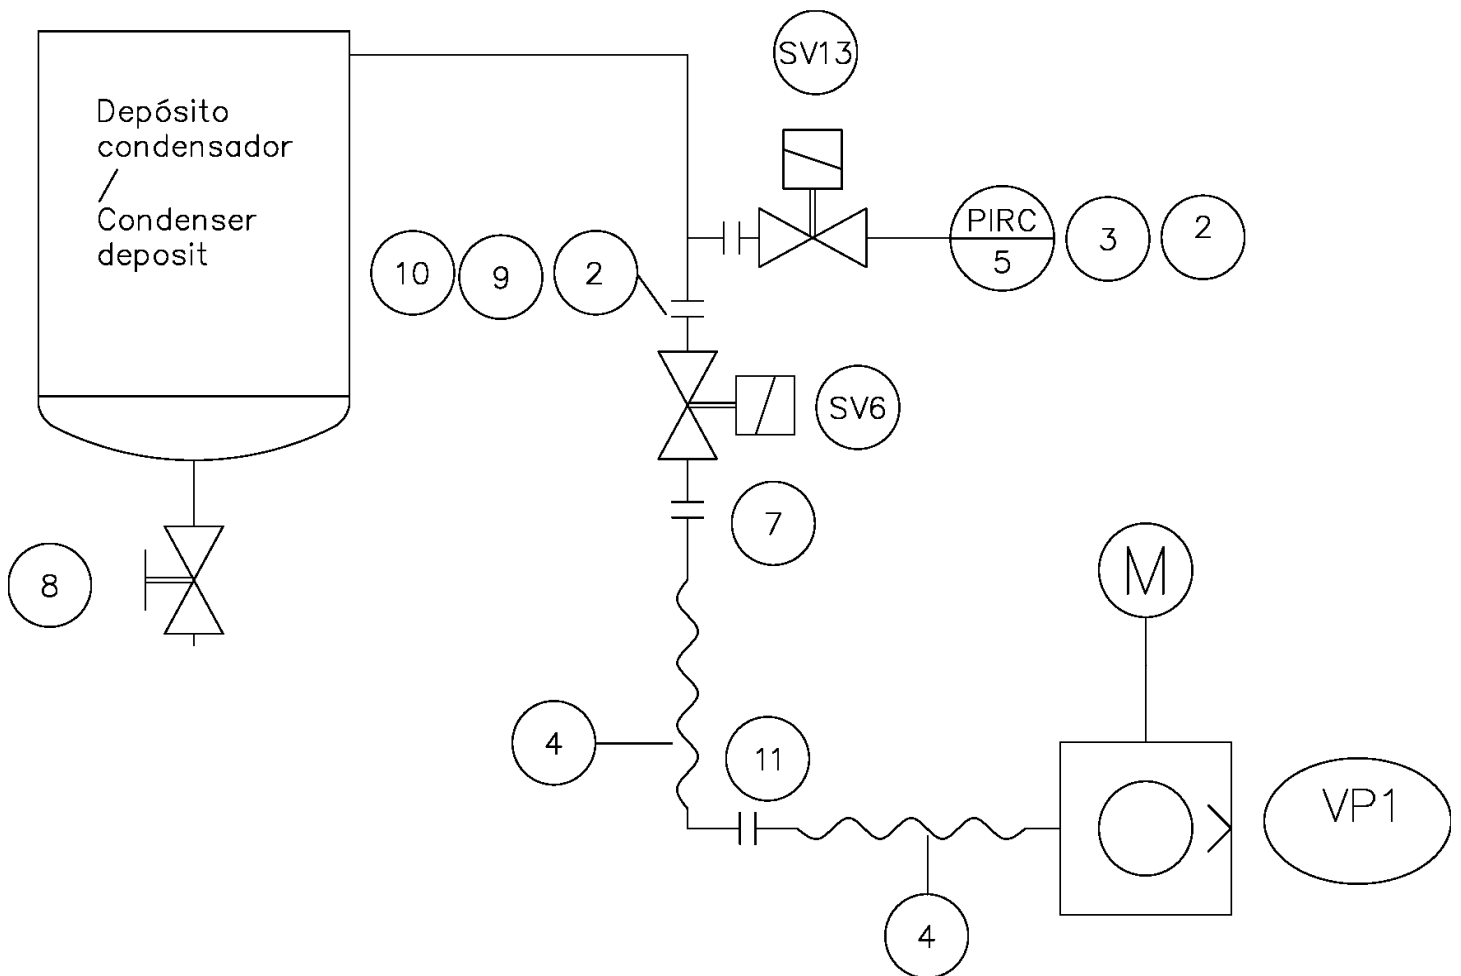 SV13
Depósito
condensador
/
Condenser
deposit
PIRC
5
3
2
10
9
2
SV6
7
8
M
4
11
VP1
4